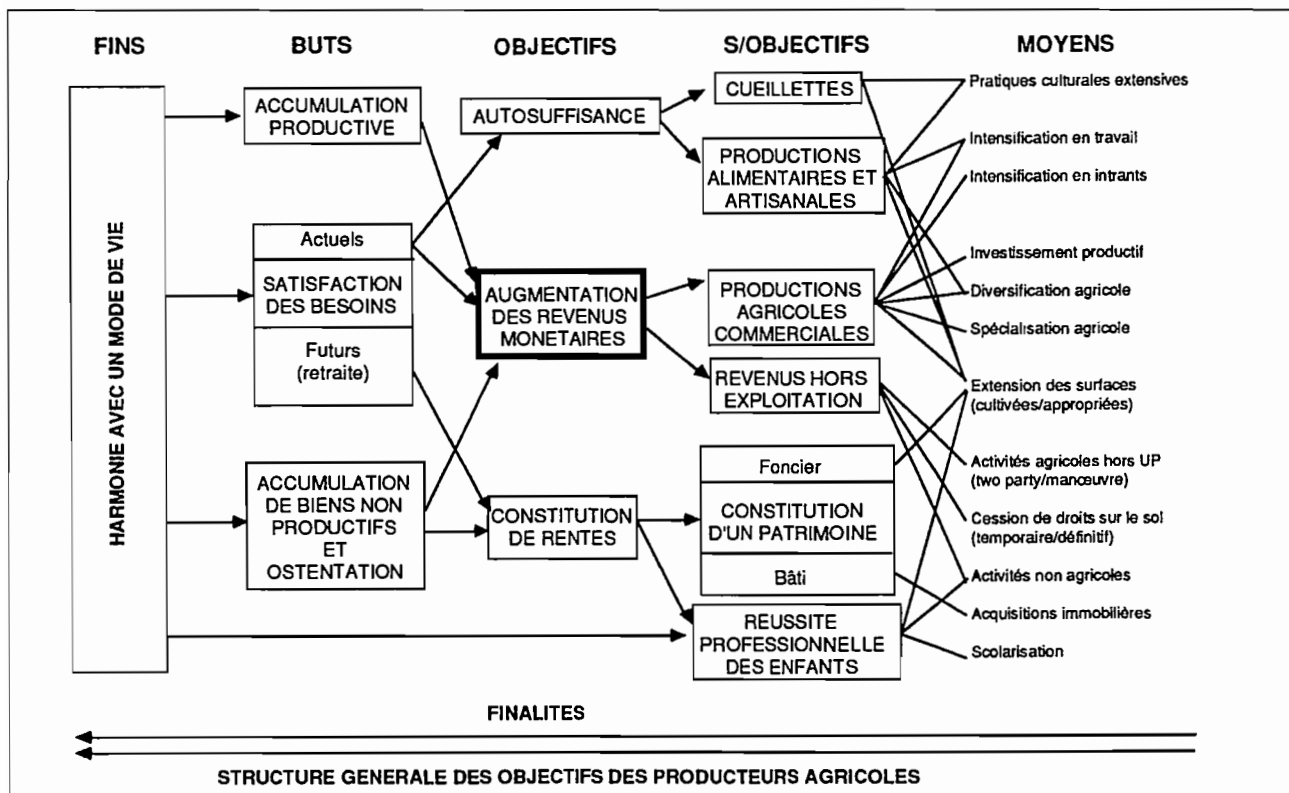 FINS
BUTS
OBJECTIFS
S/OBJECTIFS
MOYENS
HARMONIE AVEC UN MODE DE VIE
ACCUMULATION
PRODUCTIVE
Actuels
SATISFACTION
DES BESOINS
Futurs
(retraite)
ACCUMULATION
DE BIENS NON
PRODUCTIFS
ET
OSTENTATION
AUTOSUFFISANCE
AUGMENTATION
DES REVENUS
MONETAIRES
CONSTITUTION
DE RENTES
CUEILLETTES
PRODUCTIONS
ALIMENTAIRES ET
ARTISANALES
PRODUCTIONS
AGRICOLES
COMMERCIALES
REVENUS HORS
EXPLOITATION
Foncier
CONSTITUTION
D'UN PATRIMOINE
Bâti
REUSSITE
PROFESSIONNELLE
DES ENFANTS
Pratiques culturales extensives
Intensification en travail
Intensification en intrants
Investissement productif
Diversification agricole
Spécialisation agricole
Extension des surfaces
(cultivées/appropriées)
Activités agricoles hors UP
(two party/manœuvre)
Cession de droits sur le sol
(temporaire/définitif)
Activités non agricoles
Acquisitions immobilières
Scolarisation
FINALITES
STRUCTURE GENERALE DES OBJECTIFS DES PRODUCTEURS AGRICOLES